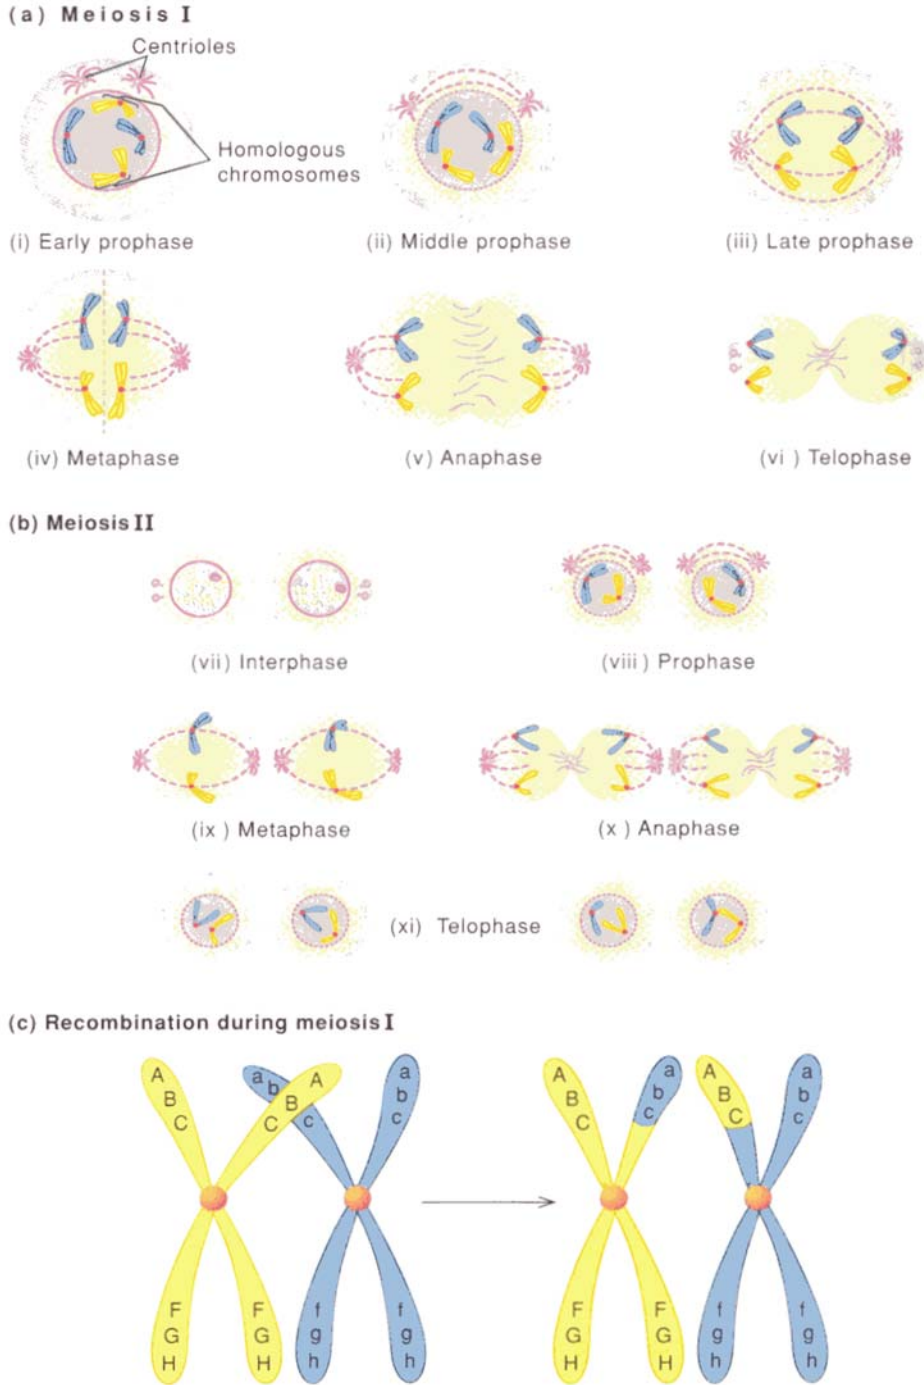 (a) Meiosis I
Centrioles
Homologous
chromosomes
(i) Early prophase
(ii) Middle prophase
(iii) Late prophase
(iv) Metaphase
(v) Anaphase
(vi ) Telophase
(b) Meiosis II
(vii) Interphase
(viii) Prophase
(ix ) Metaphase
(x ) Anaphase
(xi) Telophase
(c) Recombination during meiosis I
A B C
a b c
A B C
a b c
F G H
F G H
f g h
f g h
A B C
a b c
A B C
a b c
F G H
F G H
f g h
f g h